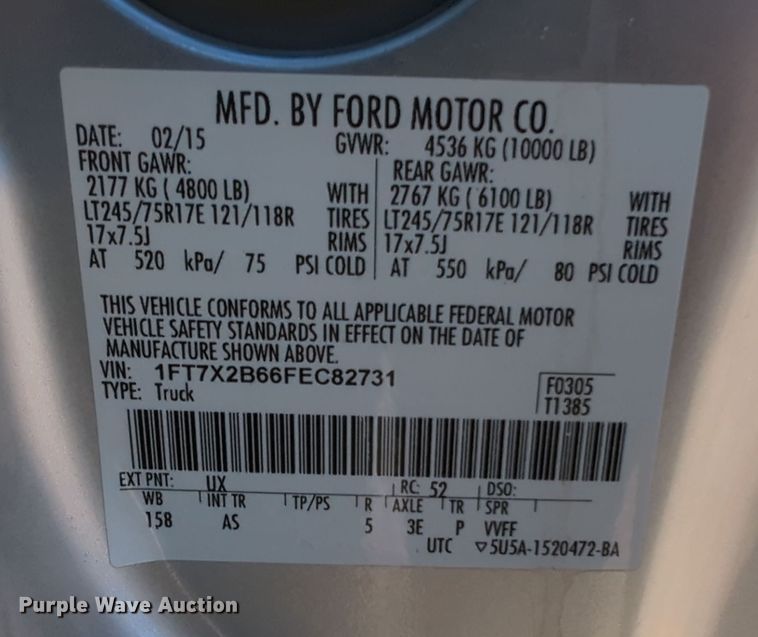 MFD. BY FORD MOTOR CO.
DATE: 02/15 GVWR: 4536 KG (10000 LB)
FRONT GAWR: REAR GAWR:
2177 KG ( 4800 LB) WITH 2767 KG ( 6100 LB) WITH
LT245/75R17E 121/118R TIRES LT245/75R17E 121/118R TIRES
17x7.5J RIMS 17x7.5J RIMS
AT 520 kPa/ 75 PSI COLD AT 550 kPa/ 80 PSI COLD
THIS VEHICLE CONFORMS TO ALL APPLICABLE FEDERAL MOTOR
VEHICLE SAFETY STANDARDS IN EFFECT ON THE DATE OF
MANUFACTURE SHOWN ABOVE.
VIN: 1FT7X2B66FEC82731 F0305
TYPE: Truck T1385
EXT PNT: UX RC: 52 DSO:
WB INT TR TP/PS R AXLE TR SPR
158 AS 5 3E P VVFF
UTC ▽5U5A-1520472-BA
Purple Wave Auction